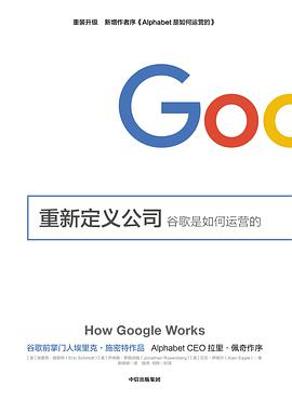 重装升级 新增作者序《Alphabet是如何运营的》
Goo
重新定义公司 谷歌是如何运营的
How Google Works
谷歌前掌门人埃里克·施密特作品 Alphabet CEO拉里·佩奇作序
[美] 埃里克·施密特 (Eric Schmidt) [美] 乔纳森·罗森伯格 (Jonathan Rosenberg) [美] 艾伦·伊格尔 (Alan Eagle) 著
中信出版集团